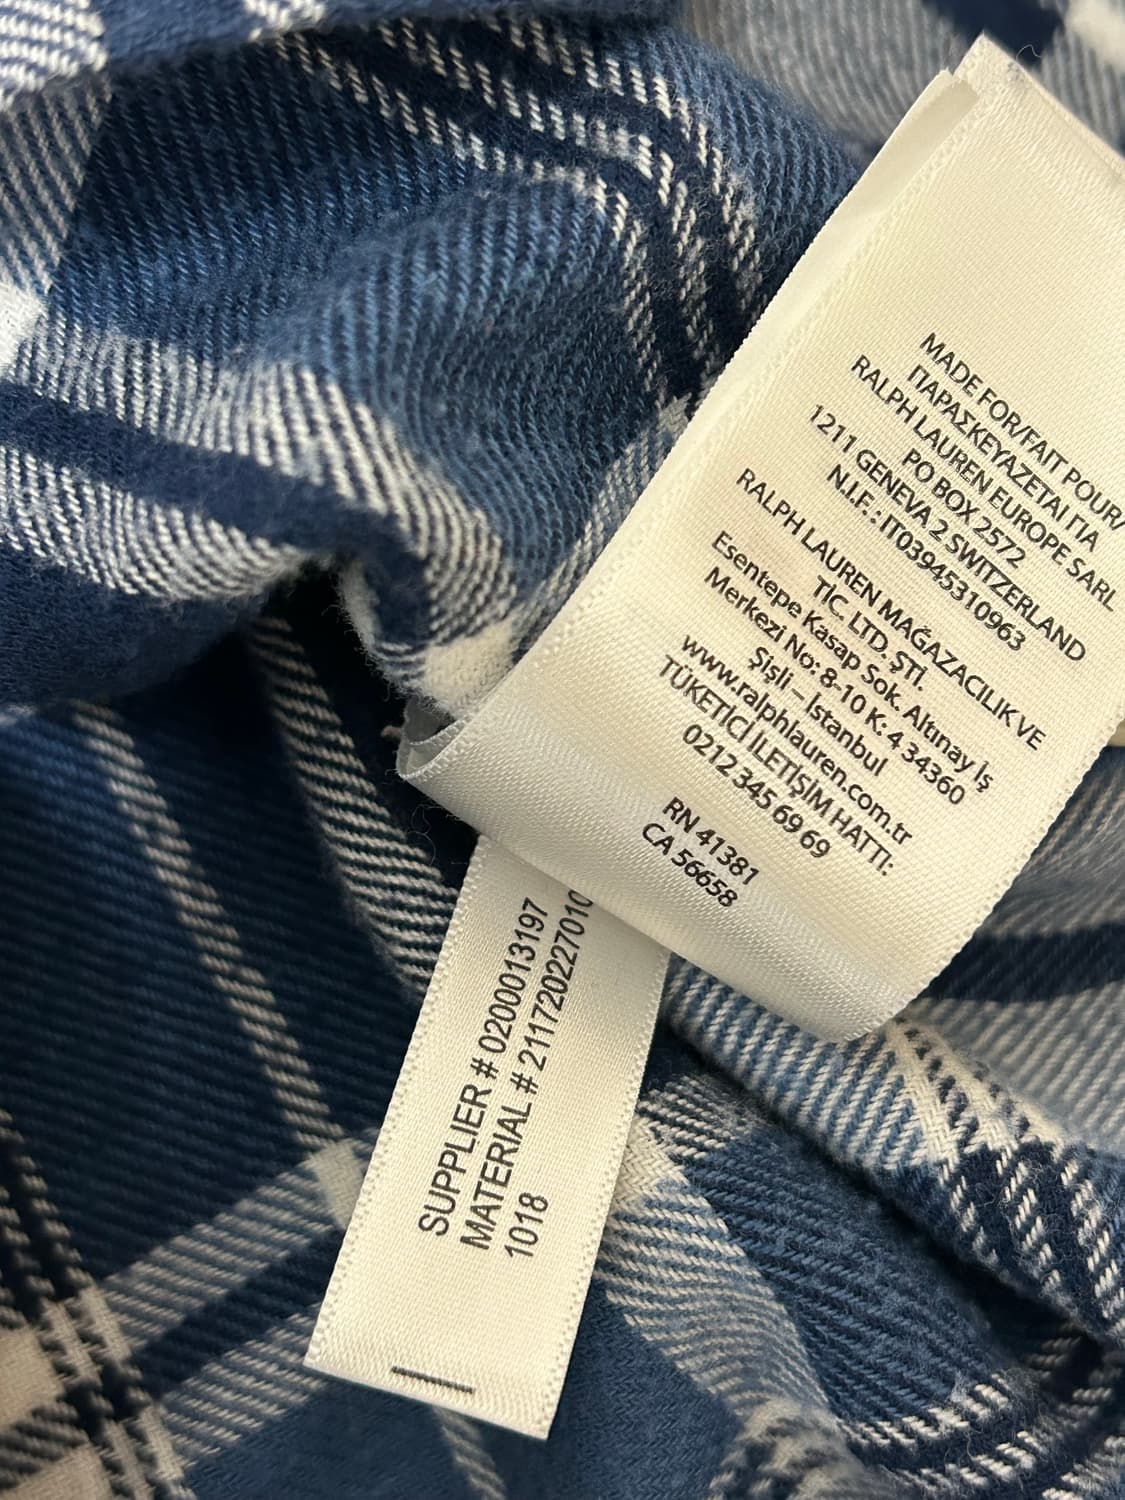 MADE FOR/FAIT POUR/
ΠΑΡΑΣΚΕΥΑΖΕΤΑΙ ΓΙΑ
RALPH LAUREN EUROPE SARL
PO BOX 2572
1211 GENEVA 2 SWITZERLAND
N.I.F. : IT03945310963
RALPH LAUREN MAĞAZACILIK VE
TİC. LTD. ŞTİ.
Esentepe Kasap Sok. Altınay İş
Merkezi No: 8-10 K: 4 34360
Şişli – İstanbul
www.ralphlauren.com.tr
TÜKETİCİ İLETİŞİM HATTI:
0212 345 69 69
RN 41381
CA 56658
SUPPLIER # 0200013197
MATERIAL # 211720227010
1018